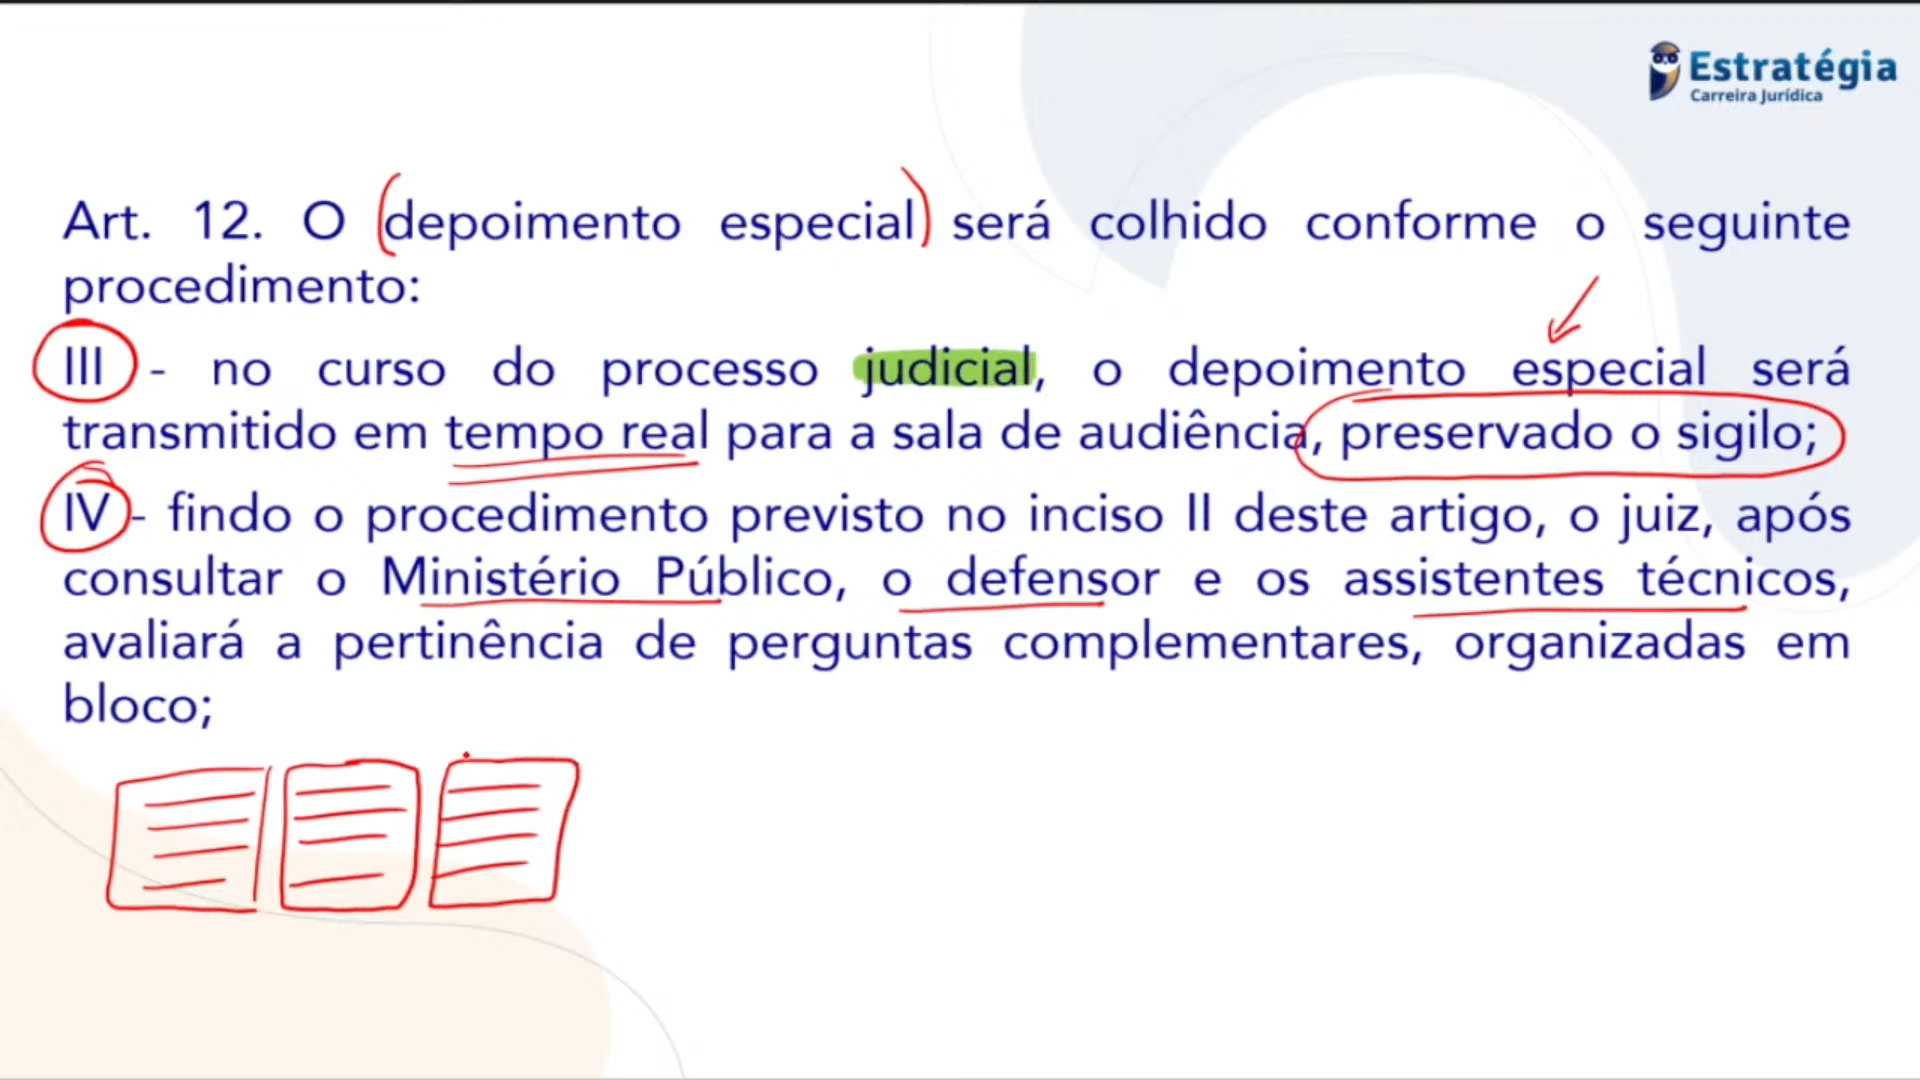 Estratégia
Carreira Jurídica
Art. 12. O depoimento especial será colhido conforme o seguinte
procedimento:
III - no curso do processo judicial, o depoimento especial será
transmitido em tempo real para a sala de audiência, preservado o sigilo;
IV - findo o procedimento previsto no inciso II deste artigo, o juiz, após
consultar o Ministério Público, o defensor e os assistentes técnicos,
avaliará a pertinência de perguntas complementares, organizadas em
bloco;